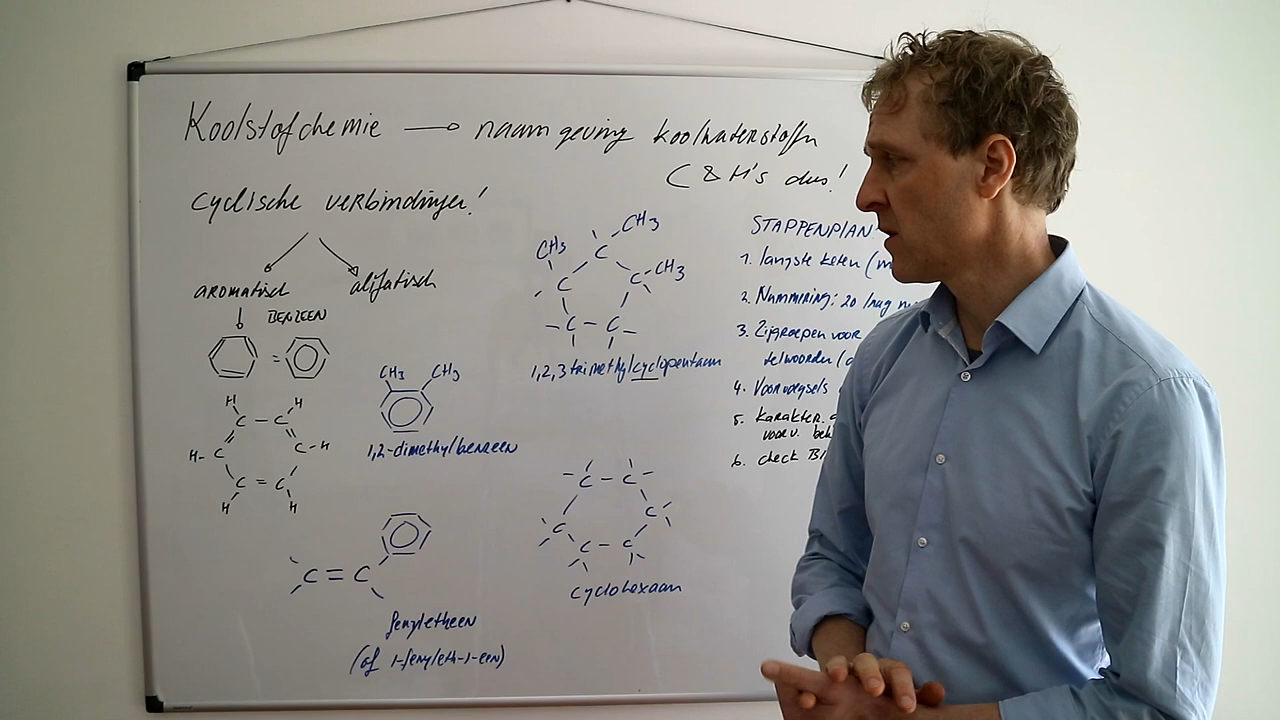 Koolstofchemie → naamgeving koolwaterstoffen
C & H's dus!
cyclische verbindingen!
aromatisch
alifatisch
BENZEEN
=
H H
C - C
H - C C - H
C = C
H H
CH3 CH3
1,2-dimethylbenzeen
C = C
fenyletheen
(of 1-fenyleth-1-een)
CH3
CH3
C
C C - CH3
C - C
1,2,3 trimethylcyclopentaan
C - C
C C
C - C
cyclohexaan
STAPPENPLAN
1. langste keten (m
2. Nummering: zo laag
3. Zijgroepen voor
telwoorden (
4. Voorvoegsels
5. Karakter.
voorv.
6. check